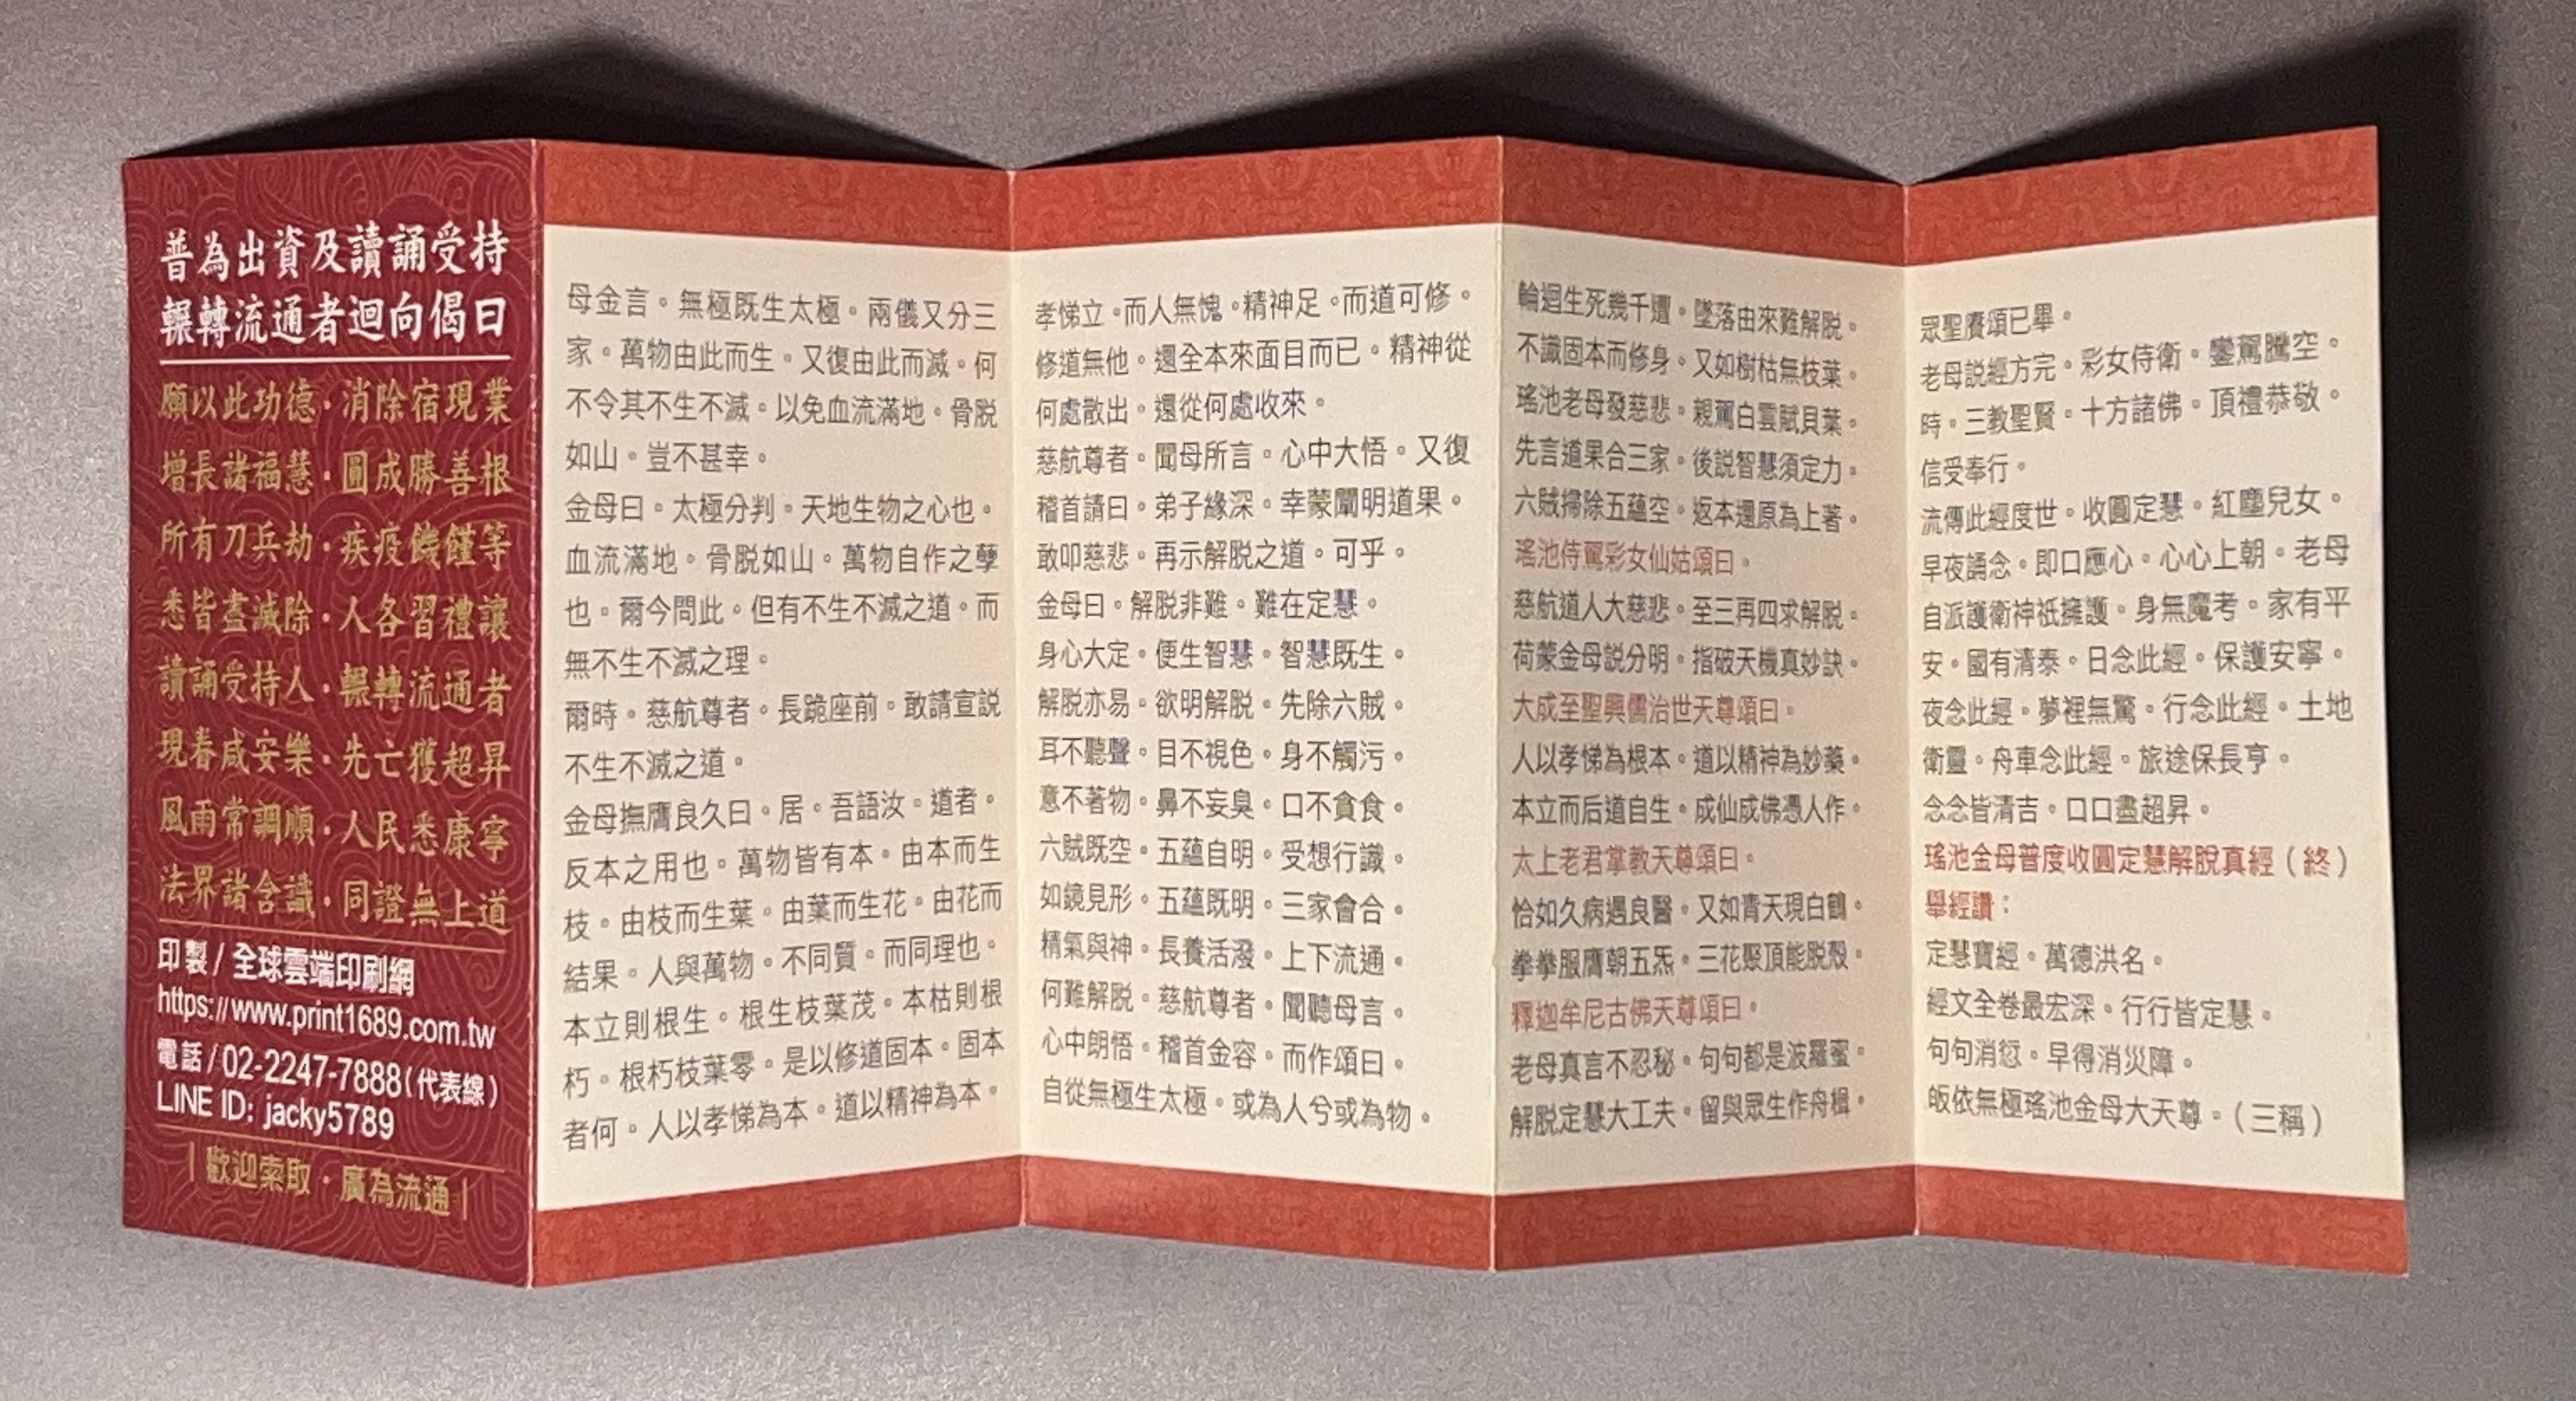 普為出資及讀誦受持
輾轉流通者迴向偈曰
願以此功德·消除宿現業
增長諸福慧·圓成勝善根
所有刀兵劫·疾疫饑饉等
悉皆盡滅除·人各習禮讓
讀誦受持人·輾轉流通者
現眷咸安樂·先亡獲超昇
風雨常調順·人民悉康寧
法界諸含識·同證無上道
印製/全球雲端印刷網
https://www.print1689.com.tw
電話/02-2247-7888(代表線)
LINE ID: jacky5789
|歡迎索取·廣為流通|
母金言。無極既生太極。兩儀又分三
家。萬物由此而生。又復由此而滅。何
不令其不生不滅。以免血流滿地。骨脱
如山。豈不甚幸。
金母曰。太極分判。天地生物之心也。
血流滿地。骨脱如山。萬物自作之孽
也。爾今問此。但有不生不滅之道。而
無不生不滅之理。
爾時。慈航尊者。長跪座前。敢請宣説
不生不滅之道。
金母撫膺良久曰。居。吾語汝。道者。
反本之用也。萬物皆有本。由本而生
枝。由枝而生葉。由葉而生花。由花而
結果。人與萬物。不同質。而同理也。
本立則根生。根生枝葉茂。本枯則根
朽。根朽枝葉零。是以修道固本。固本
者何。人以孝悌為本。道以精神為本。
孝悌立。而人無愧。精神足。而道可修。
修道無他。還全本來面目而已。精神從
何處散出。還從何處收來。
慈航尊者。聞母所言。心中大悟。又復
稽首請曰。弟子緣深。幸蒙闡明道果。
敢叩慈悲。再示解脱之道。可乎。
金母曰。解脱非難。難在定慧。
身心大定。便生智慧。智慧既生。
解脱亦易。欲明解脱。先除六賊。
耳不聽聲。目不視色。身不觸污。
意不著物。鼻不妄臭。口不貪食。
六賊既空。五蘊自明。受想行識。
如鏡見形。五蘊既明。三家會合。
精氣與神。長養活潑。上下流通。
何難解脱。慈航尊者。聞聽母言。
心中朗悟。稽首金容。而作頌曰。
自從無極生太極。或為人兮或為物。
輪迴生死幾千遭。墜落由來難解脱。
不識固本而修身。又如樹枯無枝葉。
瑤池老母發慈悲。親駕白雲賦貝葉。
先言道果合三家。後説智慧須定力。
六賊掃除五蘊空。返本還原為上著。
瑤池侍駕彩女仙姑頌曰。
慈航道人大慈悲。至三再四求解脱。
荷蒙金母説分明。指破天機真妙訣。
大成至聖興儒治世天尊頌曰。
人以孝悌為根本。道以精神為妙藥。
本立而后道自生。成仙成佛憑人作。
太上老君掌教天尊頌曰。
恰如久病遇良醫。又如青天現白鶴。
拳拳服膺朝五炁。三花聚頂能脱殼。
釋迦牟尼古佛天尊頌曰。
老母真言不忍秘。句句都是波羅蜜。
解脱定慧大工夫。留與眾生作舟楫。
眾聖賡頌已畢。
老母説經方完。彩女侍衛。鑾駕騰空。
時。三教聖賢。十方諸佛。頂禮恭敬。
信受奉行。
流傳此經度世。收圓定慧。紅塵兒女。
早夜誦念。即口應心。心心上朝。老母
自派護衛神祇擁護。身無魔考。家有平
安。國有清泰。日念此經。保護安寧。
夜念此經。夢裡無驚。行念此經。土地
衛靈。舟車念此經。旅途保長亨。
念念皆清吉。口口盡超昇。
瑤池金母普度收圓定慧解脱真經(終)
舉經讚:
定慧寶經。萬德洪名。
經文全卷最宏深。行行皆定慧。
句句消愆。早得消災障。
皈依無極瑤池金母大天尊。(三稱)